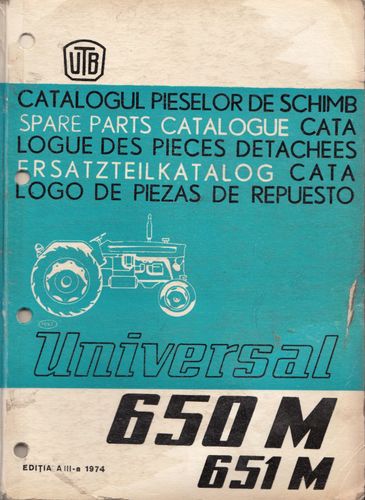 UTB
CATALOGUL PIESELOR DE SCHIMB
SPARE PARTS CATALOGUE CATA
LOGUE DES PIECES DETACHEES
ERSATZTEILKATALOG CATA
LOGO DE PIEZAS DE REPUESTO
Universal
650 M
651 M
EDIȚIA A III-a 1974